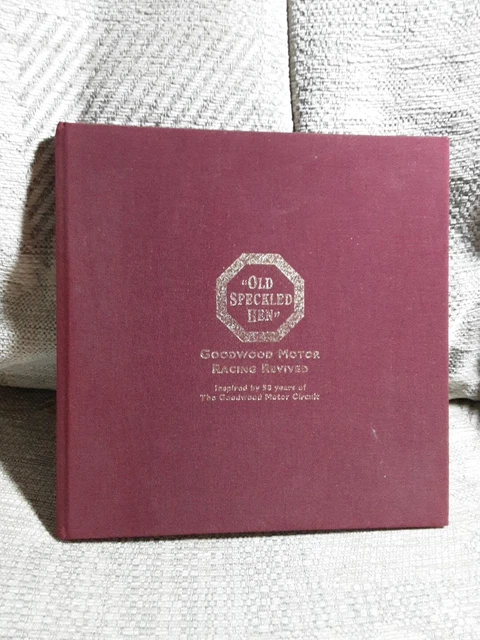 "OLD
SPECKLED
HEN"
GOODWOOD MOTOR
RACING REVIVED
Inspired by 50 years of
The Goodwood Motor Circuit